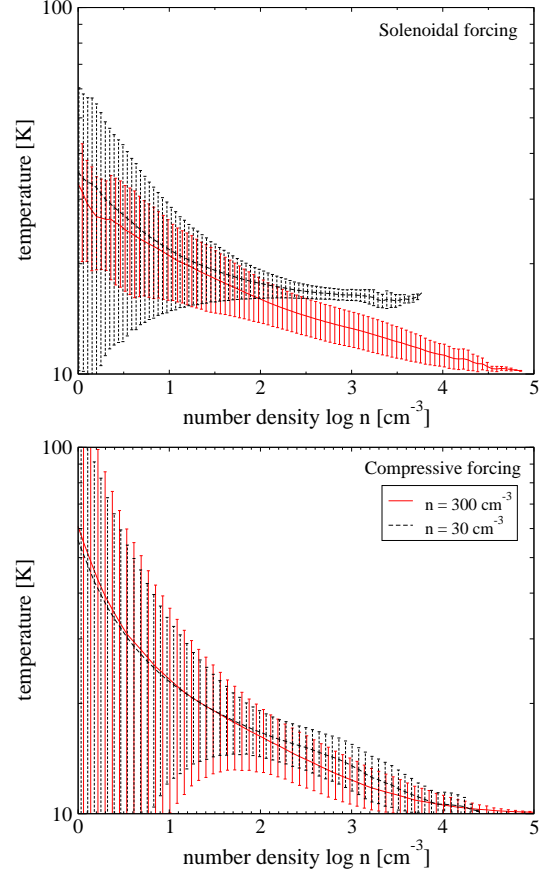 100
Solenoidal forcing
temperature [K]
10
0 1 2 3 4 5
number density log n [cm⁻³]
100
Compressive forcing
n = 300 cm⁻³
n = 30 cm⁻³
temperature [K]
10
0 1 2 3 4 5
number density log n [cm⁻³]